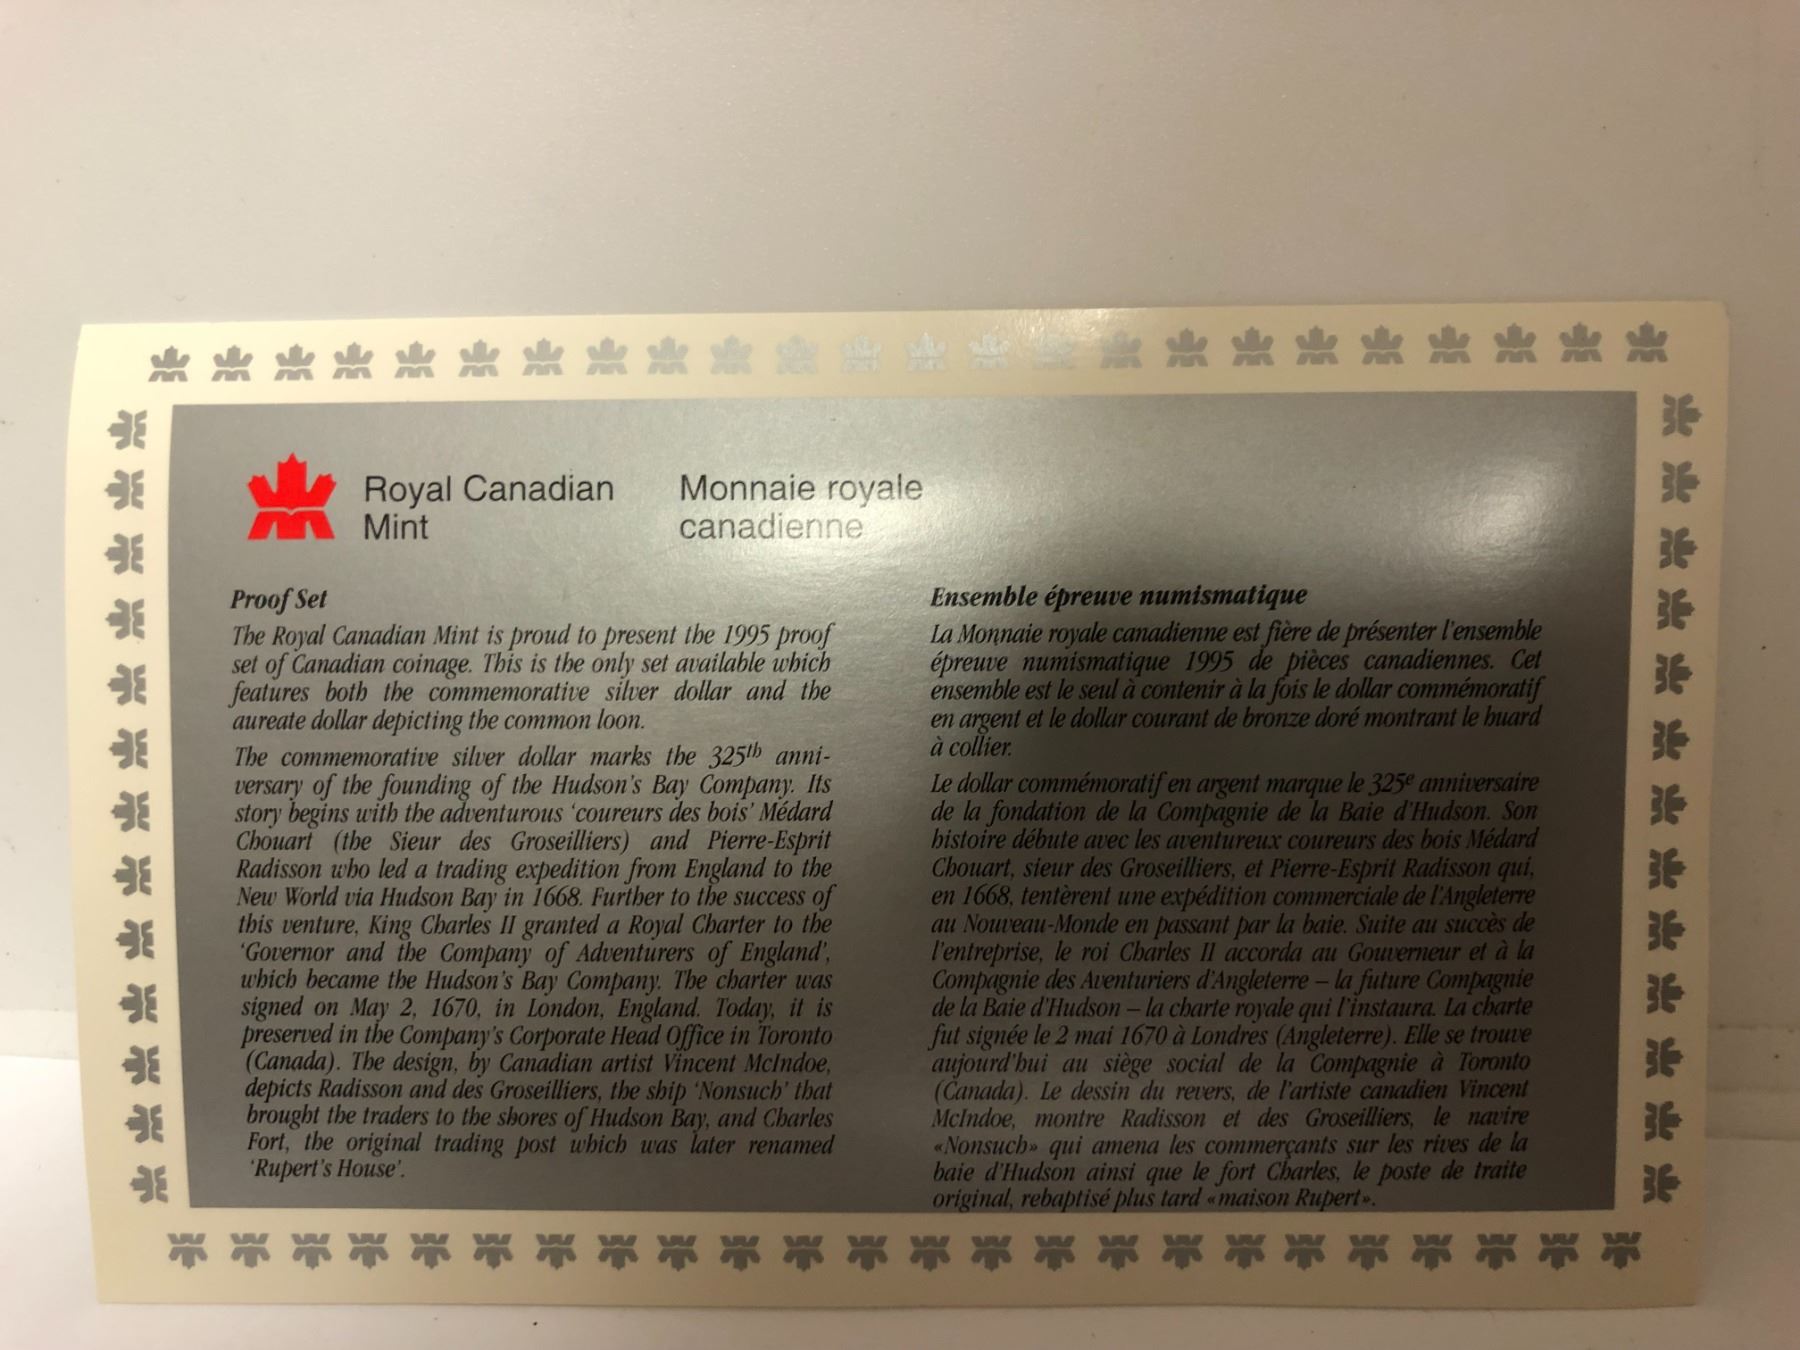 Royal Canadian
Mint
Monnaie royale
canadienne
Proof Set
The Royal Canadian Mint is proud to present the 1995 proof
set of Canadian coinage. This is the only set available which
features both the commemorative silver dollar and the
aureate dollar depicting the common loon.
The commemorative silver dollar marks the 325th anni-
versary of the founding of the Hudson's Bay Company. Its
story begins with the adventurous 'coureurs des bois' Médard
Chouart (the Sieur des Groseilliers) and Pierre-Esprit
Radisson who led a trading expedition from England to the
New World via Hudson Bay in 1668. Further to the success of
this venture, King Charles II granted a Royal Charter to the
'Governor and the Company of Adventurers of England',
which became the Hudson's Bay Company. The charter was
signed on May 2, 1670, in London, England. Today, it is
preserved in the Company's Corporate Head Office in Toronto
(Canada). The design, by Canadian artist Vincent McIndoe,
depicts Radisson and des Groseilliers, the ship 'Nonsuch' that
brought the traders to the shores of Hudson Bay, and Charles
Fort, the original trading post which was later renamed
'Rupert's House'.
Ensemble épreuve numismatique
La Monnaie royale canadienne est fière de présenter l'ensemble
épreuve numismatique 1995 de pièces canadiennes. Cet
ensemble est le seul à contenir à la fois le dollar commémoratif
en argent et le dollar courant de bronze doré montrant le huard
à collier.
Le dollar commémoratif en argent marque le 325e anniversaire
de la fondation de la Compagnie de la Baie d'Hudson. Son
histoire débute avec les aventureux coureurs des bois Médard
Chouart, sieur des Groseilliers, et Pierre-Esprit Radisson qui,
en 1668, tentèrent une expédition commerciale de l'Angleterre
au Nouveau-Monde en passant par la baie. Suite au succès de
l'entreprise, le roi Charles II accorda au Gouverneur et à la
Compagnie des Aventuriers d'Angleterre – la future Compagnie
de la Baie d'Hudson – la charte royale qui l'instaura. La charte
fut signée le 2 mai 1670 à Londres (Angleterre). Elle se trouve
aujourd'hui au siège social de la Compagnie à Toronto
(Canada). Le dessin du revers, de l'artiste canadien Vincent
McIndoe, montre Radisson et des Groseilliers, le navire
«Nonsuch» qui amena les commerçants sur les rives de la
baie d'Hudson ainsi que le fort Charles, le poste de traite
original, rebaptisé plus tard «maison Rupert».